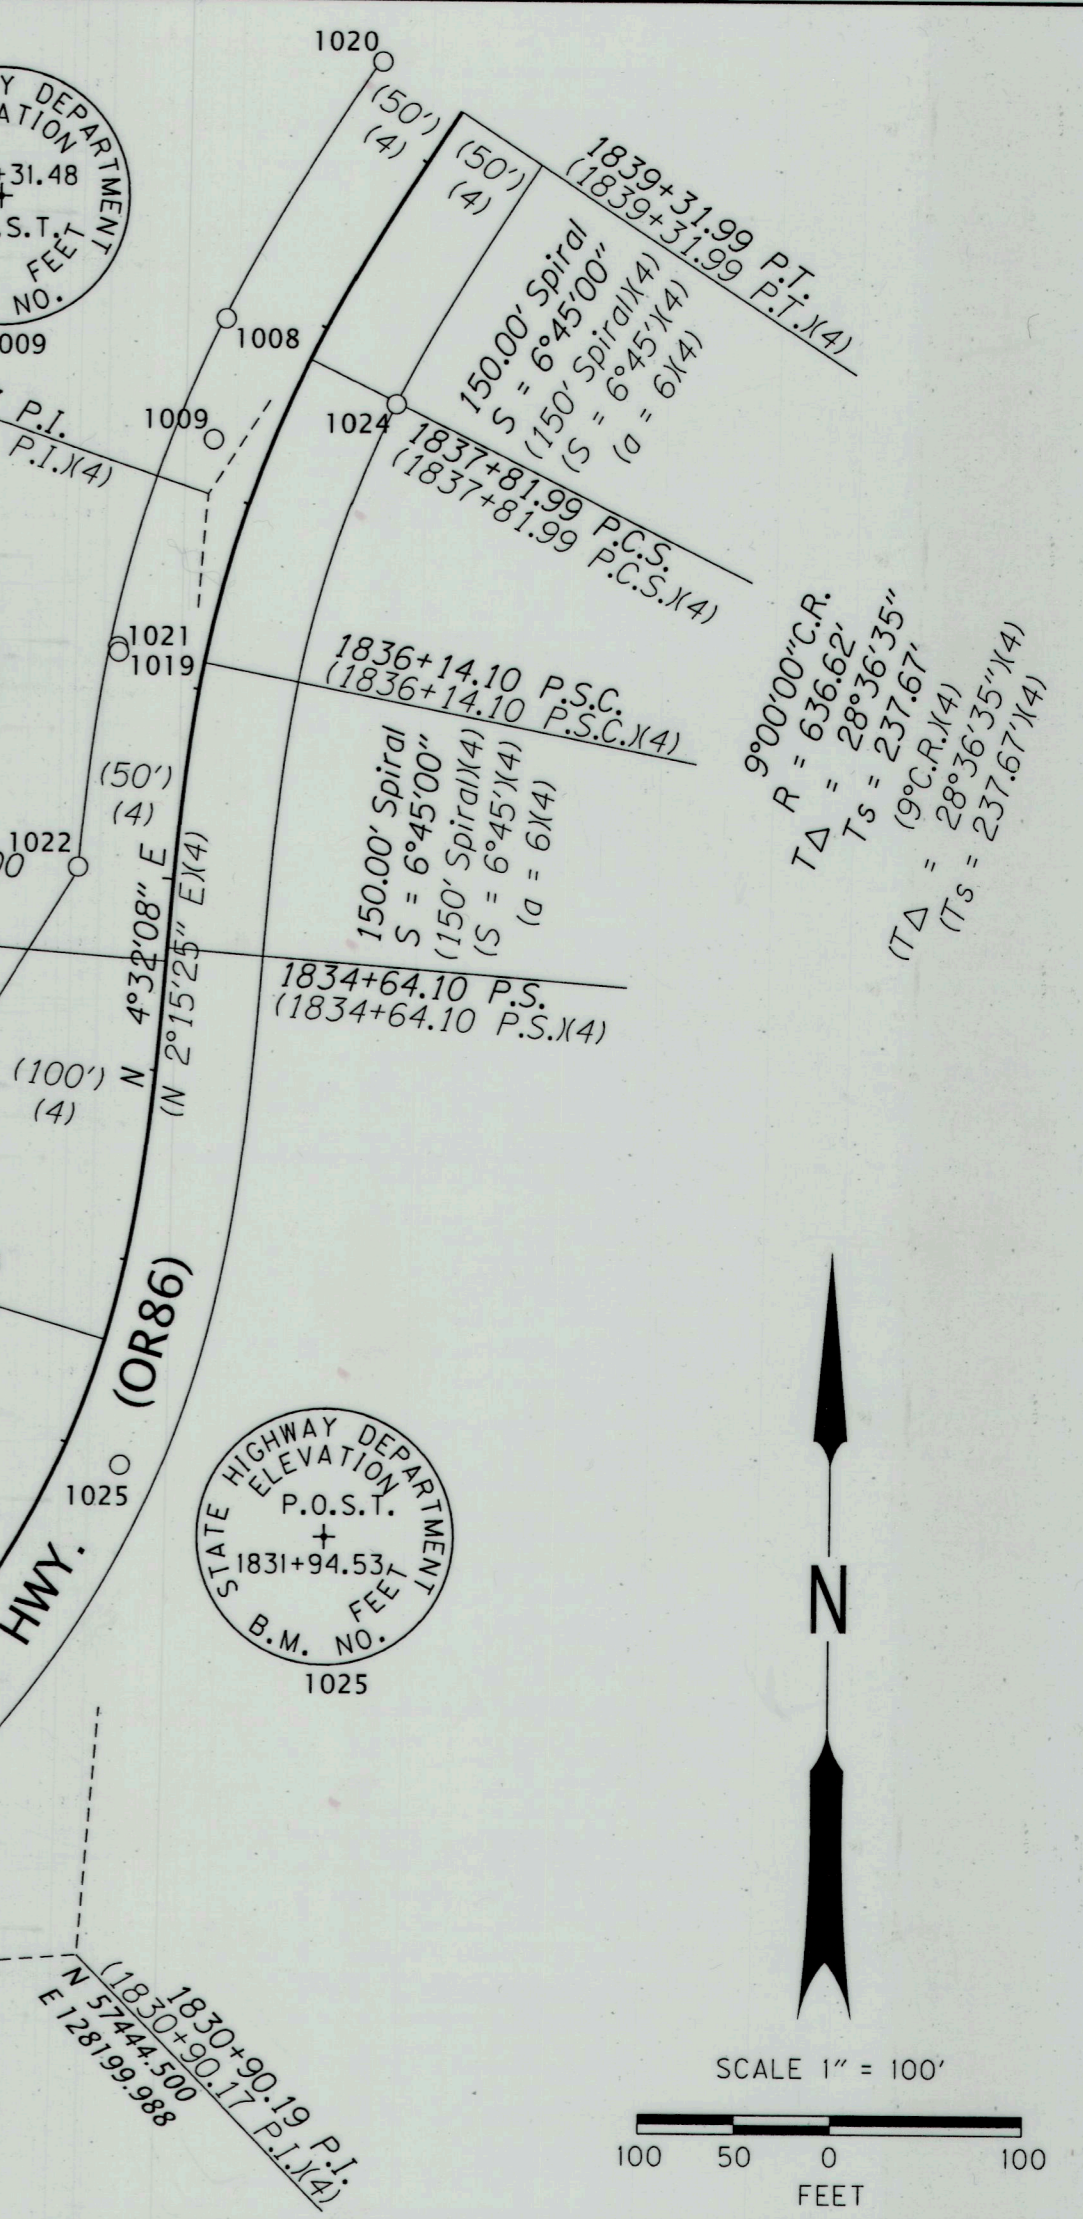 1020
(50')
(4)
(50')
(4)
1839+31.99 P.T.
(1839+31.99 P.T.)(4)
DEPARTMENT
+31.48
S.T.
FEET
NO.
009
150.00' Spiral
S = 6°45'00"
(150' Spiral)(4)
(S = 6°45')(4)
(a = 6)(4)
1008
1009
P.I.
P.I.)(4)
1024
1837+81.99 P.C.S.
(1837+81.99 P.C.S.)(4)
1021
1019
1836+14.10 P.S.C.
(1836+14.10 P.S.C.)(4)
9°00'00"C.R.
R = 636.62'
T∆ = 28°36'35"
Ts = 237.67'
(9°C.R.)(4)
(T∆ = 28°36'35")(4)
(Ts = 237.67')(4)
(50')
(4)
150.00' Spiral
S = 6°45'00"
(150' Spiral)(4)
(S = 6°45')(4)
(a = 6)(4)
1022
N 4°32'08" E
(N 2°15'25" E)(4)
1834+64.10 P.S.
(1834+64.10 P.S.)(4)
(100')
(4)
HWY. (OR86)
1025
STATE HIGHWAY DEPARTMENT
ELEVATION
P.O.S.T.
1831+94.53
FEET
B.M. NO.
1025
N
1830+90.19 P.I.
(1830+90.17 P.I.)(4)
N 57444.500
E 128199.988
SCALE 1" = 100'
100 50 0 100
FEET